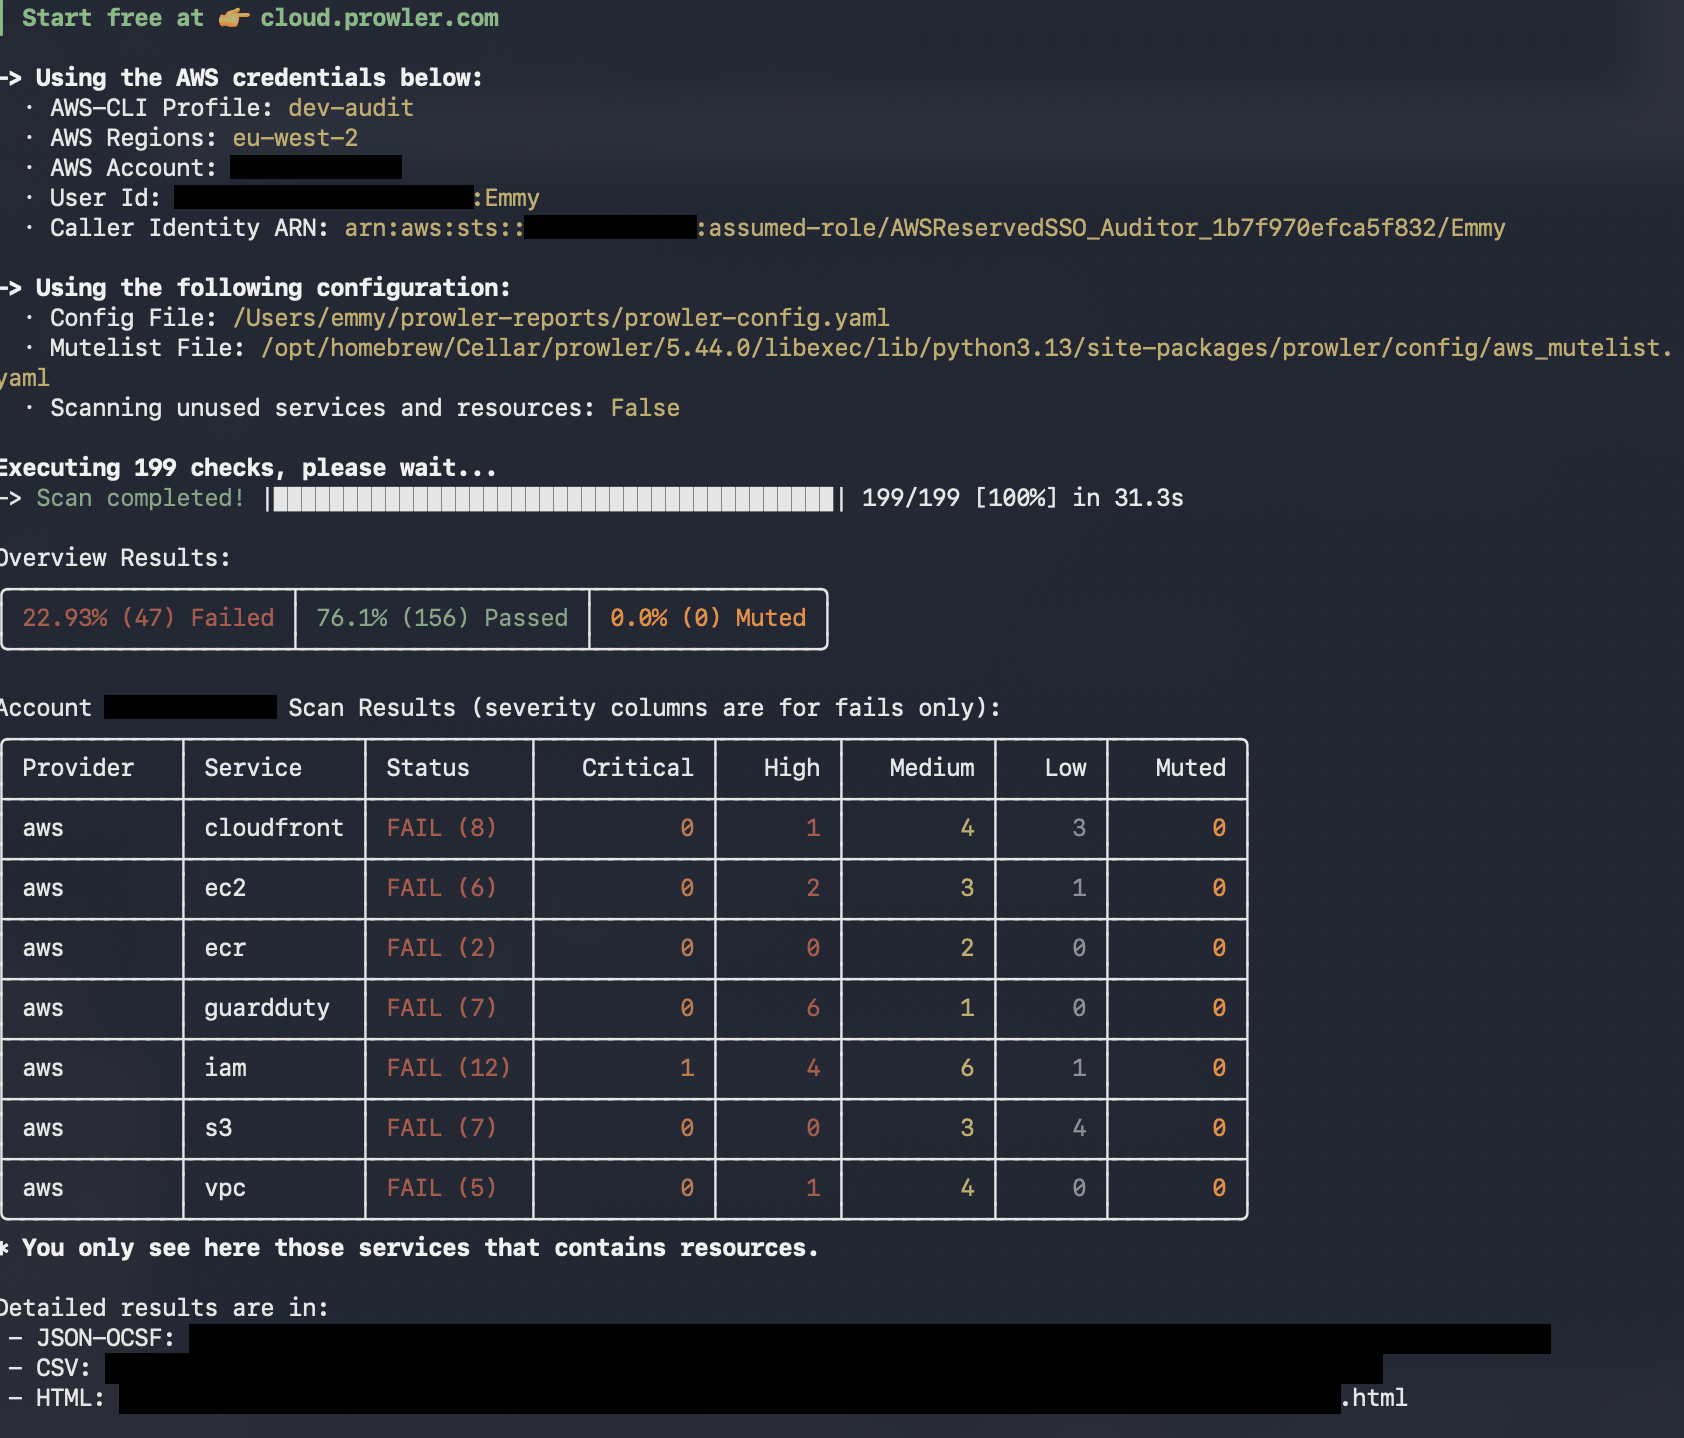 Start free at 👉 cloud.prowler.com
-> Using the AWS credentials below:
· AWS-CLI Profile: dev-audit
· AWS Regions: eu-west-2
· AWS Account:
· User Id: :Emmy
· Caller Identity ARN: arn:aws:sts:: :assumed-role/AWSReservedSSO_Auditor_1b7f970efca5f832/Emmy
-> Using the following configuration:
· Config File: /Users/emmy/prowler-reports/prowler-config.yaml
· Mutelist File: /opt/homebrew/Cellar/prowler/5.44.0/libexec/lib/python3.13/site-packages/prowler/config/aws_mutelist.
yaml
· Scanning unused services and resources: False
Executing 199 checks, please wait...
-> Scan completed! | | 199/199 [100%] in 31.3s
Overview Results:
22.93% (47) Failed 76.1% (156) Passed 0.0% (0) Muted
Account Scan Results (severity columns are for fails only):
Provider Service Status Critical High Medium Low Muted
aws cloudfront FAIL (8) 0 1 4 3 0
aws ec2 FAIL (6) 0 2 3 1 0
aws ecr FAIL (2) 0 0 2 0 0
aws guardduty FAIL (7) 0 6 1 0 0
aws iam FAIL (12) 1 4 6 1 0
aws s3 FAIL (7) 0 0 3 4 0
aws vpc FAIL (5) 0 1 4 0 0
* You only see here those services that contains resources.
Detailed results are in:
- JSON-OCSF:
- CSV:
- HTML: .html